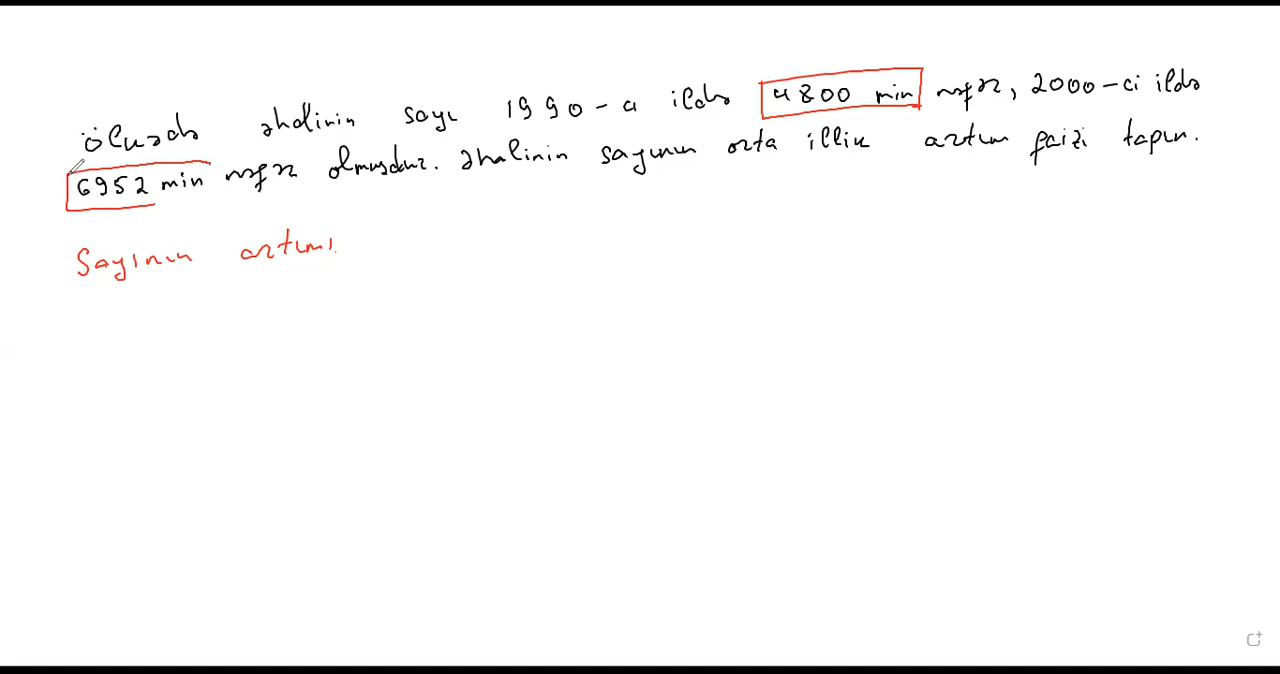 Ölkədə əhalinin sayı 1990-cı ildə 4800 min nəfər, 2000-ci ildə
6952 min nəfər olmuşdur. Əhalinin sayının orta illik artım faizi tapın.
Sayının artımı